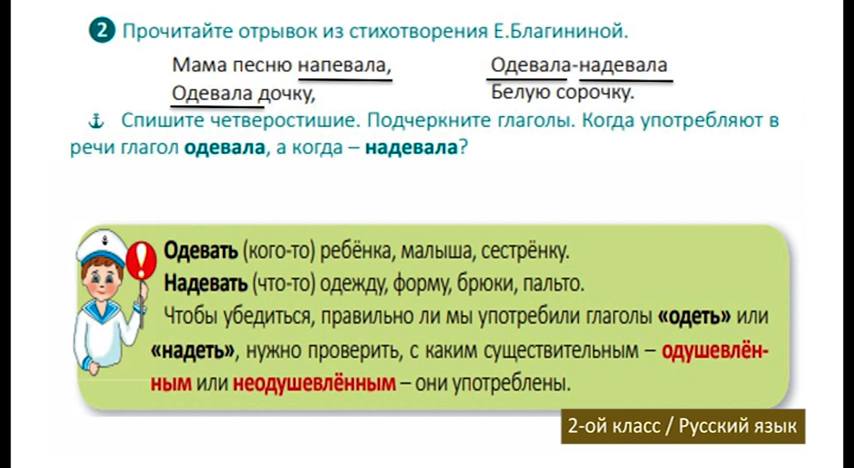 2 Прочитайте отрывок из стихотворения Е.Благининой.
Мама песню напевала,
Одевала дочку,
Одевала-надевала
Белую сорочку.
Спишите четверостишие. Подчеркните глаголы. Когда употребляют в
речи глагол одевала, а когда – надевала?
Одевать (кого-то) ребёнка, малыша, сестрёнку.
Надевать (что-то) одежду, форму, брюки, пальто.
Чтобы убедиться, правильно ли мы употребили глаголы «одеть» или
«надеть», нужно проверить, с каким существительным – одушевлён-
ным или неодушевлённым – они употреблены.
2-ой класс / Русский язык